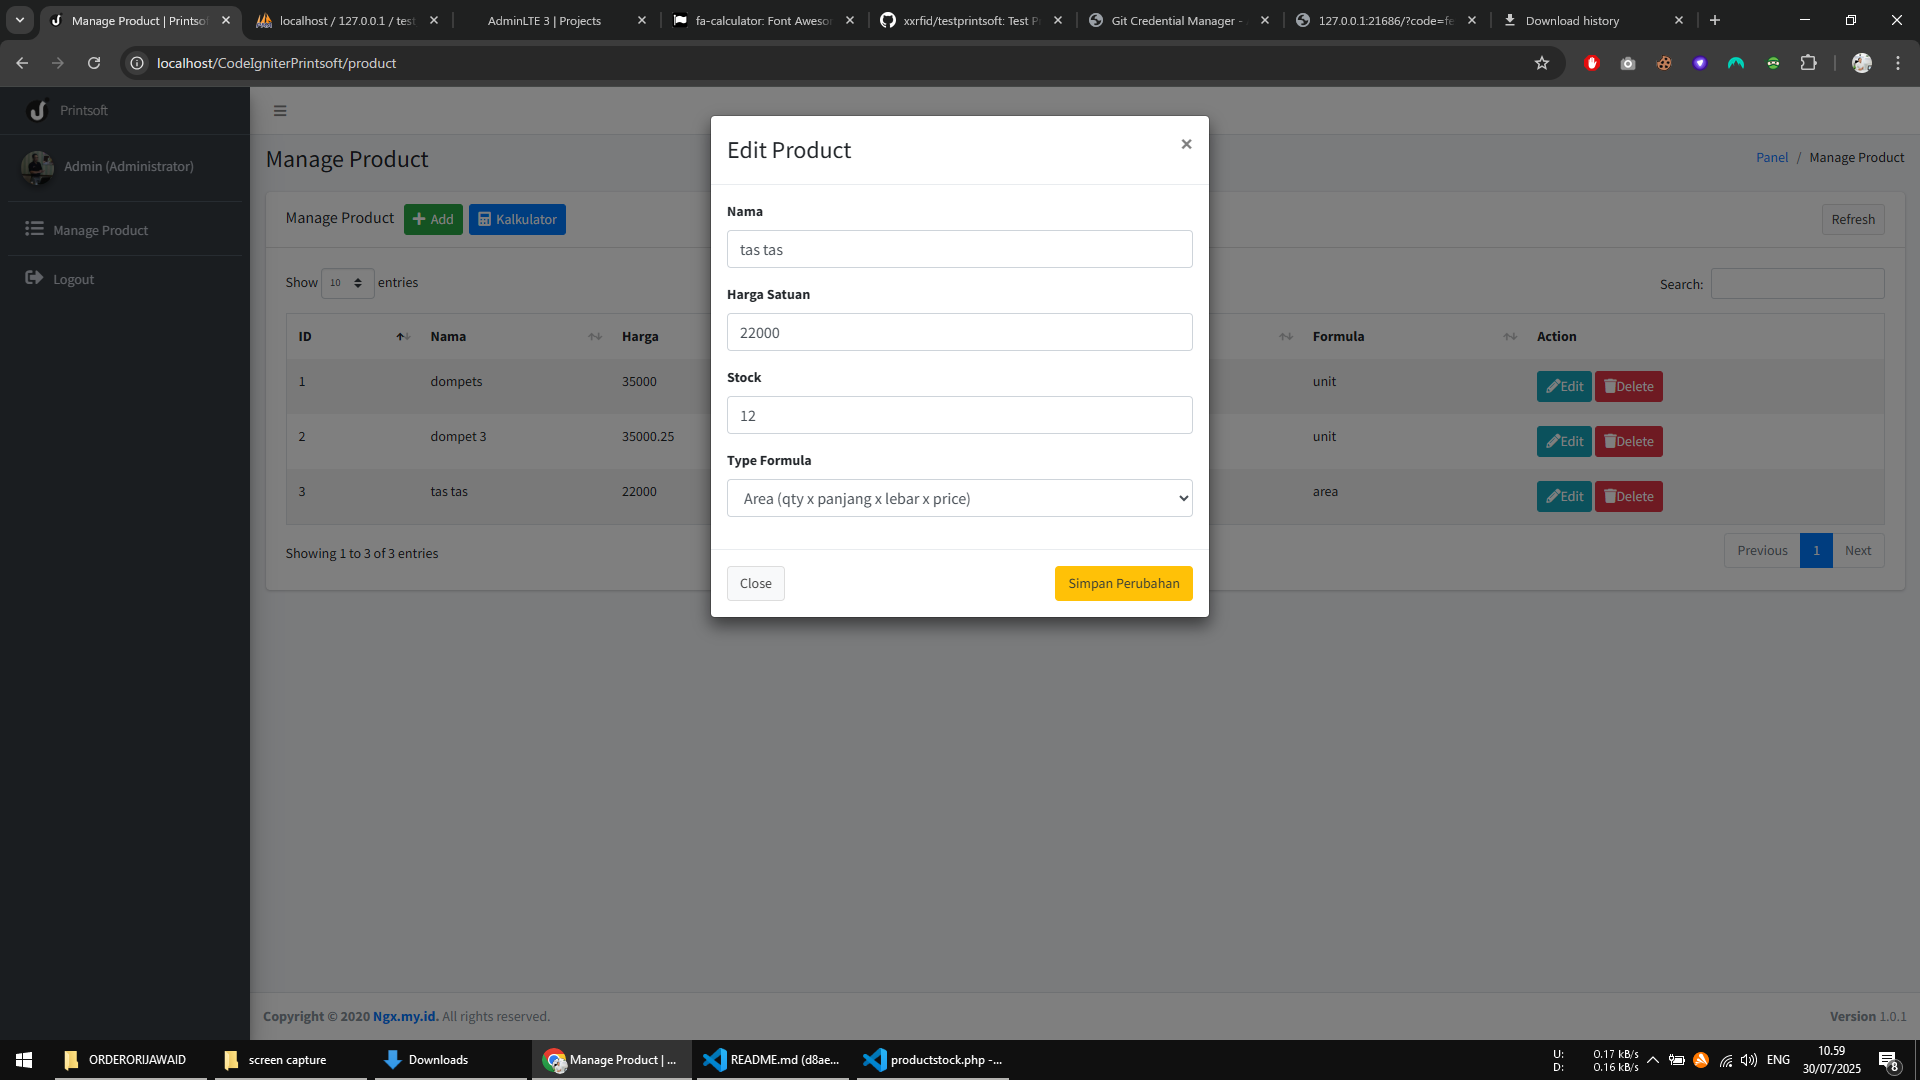 Manage Product | Printsof
localhost / 127.0.0.1 / test
AdminLTE 3 | Projects
fa-calculator: Font Aweso
xxrfid/testprintsoft: Test P
Git Credential Manager -
127.0.0.1:21686/?code=fe
Download history
localhost/CodeIgniterPrintsoft/product
Printsoft
Admin (Administrator)
Manage Product
Logout
Manage Product
Panel / Manage Product
Manage Product
Add
Kalkulator
Refresh
Show 10 entries
Search:
ID Nama Harga Formula Action
1 dompets 35000 unit Edit Delete
2 dompet 3 35000.25 unit Edit Delete
3 tas tas 22000 area Edit Delete
Showing 1 to 3 of 3 entries
Previous 1 Next
Edit Product
×
Nama
tas tas
Harga Satuan
22000
Stock
12
Type Formula
Area (qty x panjang x lebar x price)
Close
Simpan Perubahan
Copyright © 2020 Ngx.my.id. All rights reserved.
Version 1.0.1
ORDERORIJAWAID
screen capture
Downloads
Manage Product | ...
README.md (d8ae...
productstock.php -...
U: 0.17 kB/s
D: 0.16 kB/s
ENG
10.59
30/07/2025
8